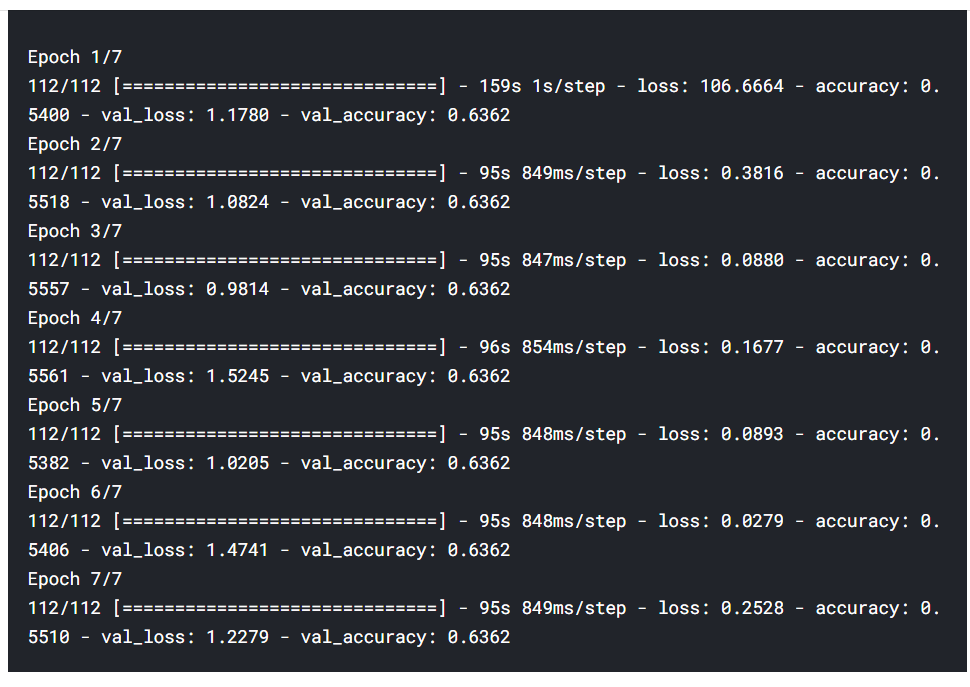 Epoch 1/7
112/112 [==============================] - 159s 1s/step - loss: 106.6664 - accuracy: 0.
5400 - val_loss: 1.1780 - val_accuracy: 0.6362
Epoch 2/7
112/112 [==============================] - 95s 849ms/step - loss: 0.3816 - accuracy: 0.
5518 - val_loss: 1.0824 - val_accuracy: 0.6362
Epoch 3/7
112/112 [==============================] - 95s 847ms/step - loss: 0.0880 - accuracy: 0.
5557 - val_loss: 0.9814 - val_accuracy: 0.6362
Epoch 4/7
112/112 [==============================] - 96s 854ms/step - loss: 0.1677 - accuracy: 0.
5561 - val_loss: 1.5245 - val_accuracy: 0.6362
Epoch 5/7
112/112 [==============================] - 95s 848ms/step - loss: 0.0893 - accuracy: 0.
5382 - val_loss: 1.0205 - val_accuracy: 0.6362
Epoch 6/7
112/112 [==============================] - 95s 848ms/step - loss: 0.0279 - accuracy: 0.
5406 - val_loss: 1.4741 - val_accuracy: 0.6362
Epoch 7/7
112/112 [==============================] - 95s 849ms/step - loss: 0.2528 - accuracy: 0.
5510 - val_loss: 1.2279 - val_accuracy: 0.6362